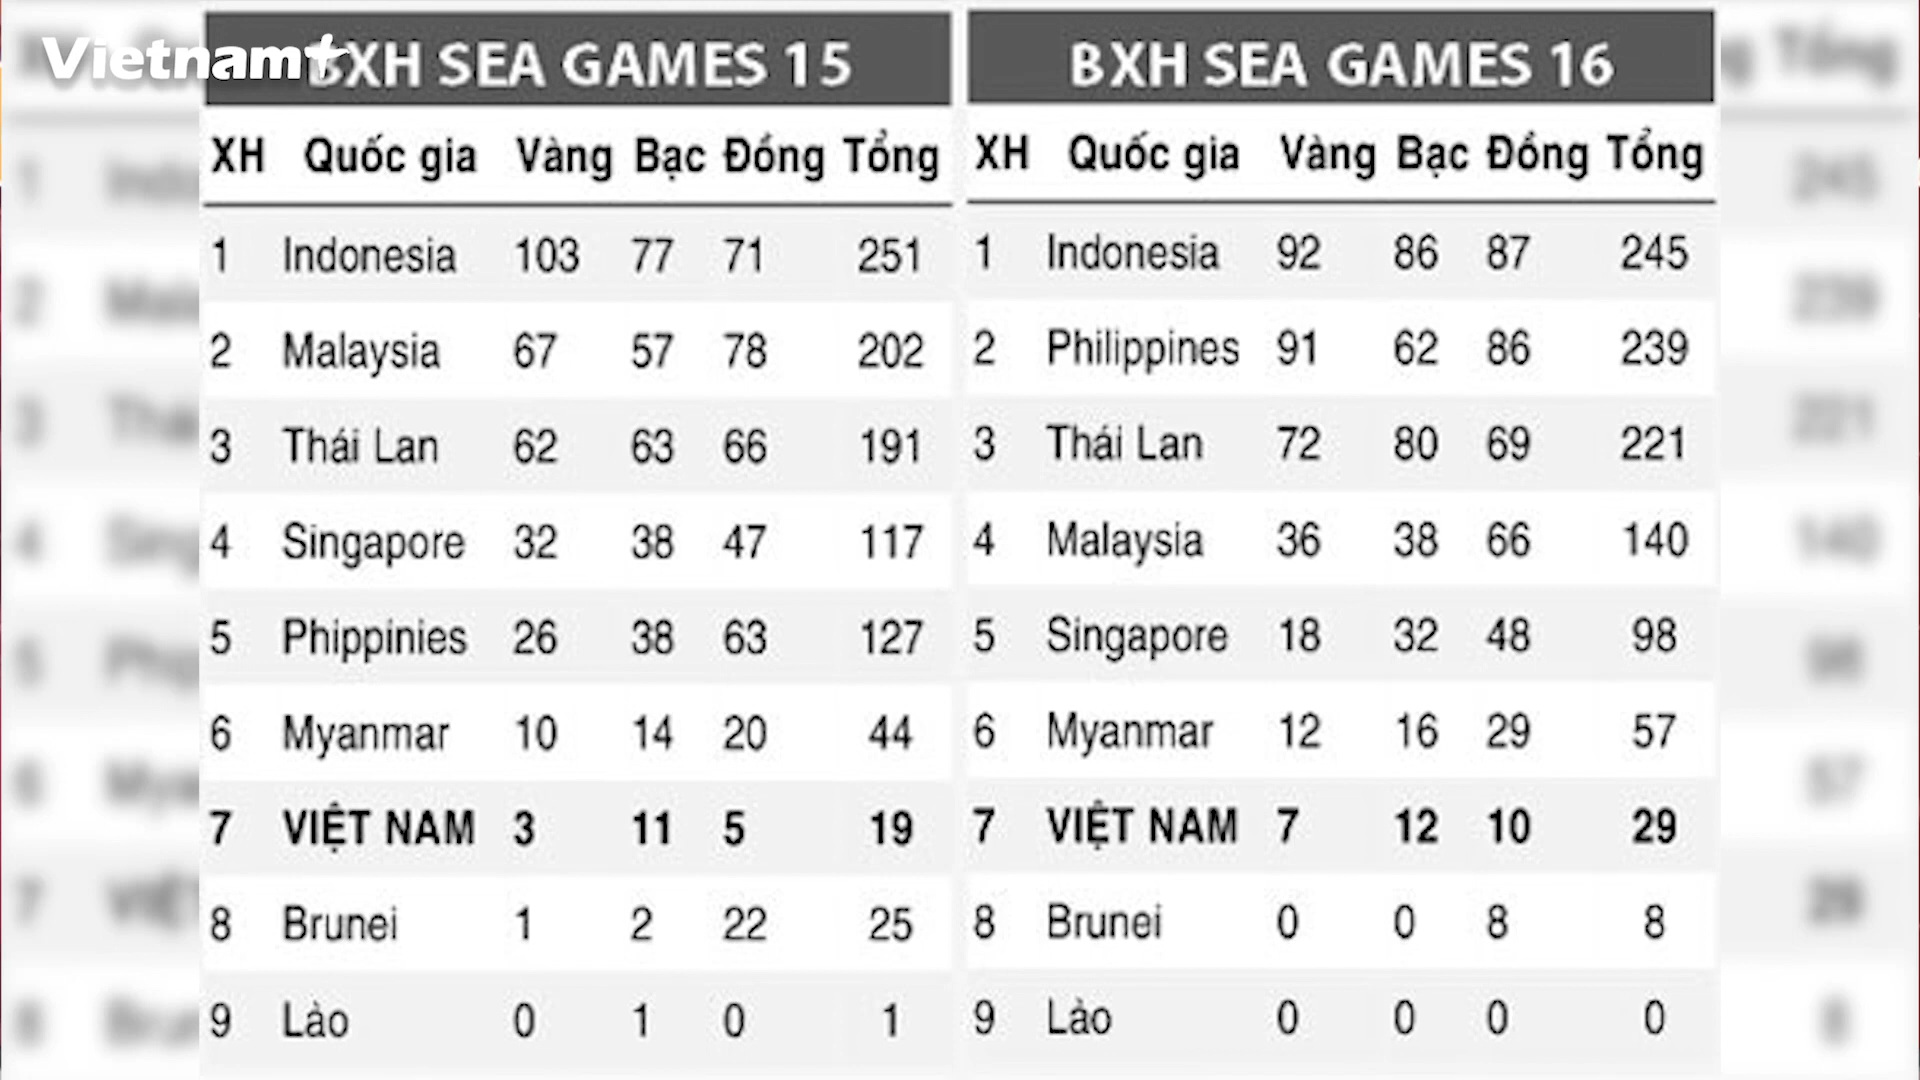 Vietnam+
BXH SEA GAMES 15
XH Quốc gia Vàng Bạc Đồng Tổng
1 Indonesia 103 77 71 251
2 Malaysia 67 57 78 202
3 Thái Lan 62 63 66 191
4 Singapore 32 38 47 117
5 Phippinies 26 38 63 127
6 Myanmar 10 14 20 44
7 VIỆT NAM 3 11 5 19
8 Brunei 1 2 22 25
9 Lào 0 1 0 1
BXH SEA GAMES 16
XH Quốc gia Vàng Bạc Đồng Tổng
1 Indonesia 92 86 87 245
2 Philippines 91 62 86 239
3 Thái Lan 72 80 69 221
4 Malaysia 36 38 66 140
5 Singapore 18 32 48 98
6 Myanmar 12 16 29 57
7 VIỆT NAM 7 12 10 29
8 Brunei 0 0 8 8
9 Lào 0 0 0 0